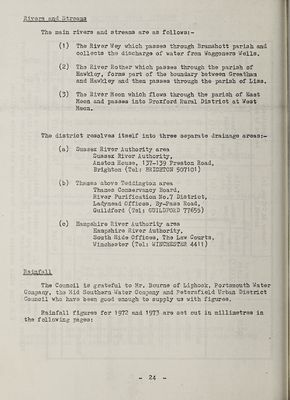 Rivers and Streams
The main rivers and streams are as follows:-
(1) The River Wey which passes through Bramshott parish and
collects the discharge of water from Waggoners Wells.
(2) The River Rother which passes through the parish of
Hawkley, forms part of the boundary between Greatham
and Hawkley and then passes through the parish of Liss.
(3) The River Meon which flows through the parish of East
Meon and passes into Droxford Rural District at West
Meon.
The district resolves itself into three separate drainage areas:-
(a) Sussex River Authority area
Sussex River Authority,
Anston House, 137-139 Preston Road,
Brighton (Tel: BRIGHTON 507101)
(b) Thames above Teddington area
Thames Conservancy Board,
River Purification No.7 District,
Ladymead Offices, By-Pass Road,
Guildford (Tel: GUILDFORD 77655)
(c) Hampshire River Authority area
Hampshire River Authority,
South Side Offices, The Law Courts,
Winchester (Tel: WINCHESTER 4411)
Rainfall
The Council is grateful to Mr. Bourne of Liphook, Portsmouth Water
Company, the Mid Southern Water Company and Petersfield Urban District
Council who have been good enough to supply us with figures.
Rainfall figures for 1972 and 1973 are set out in millimetres in
the following pages:
- 24 -